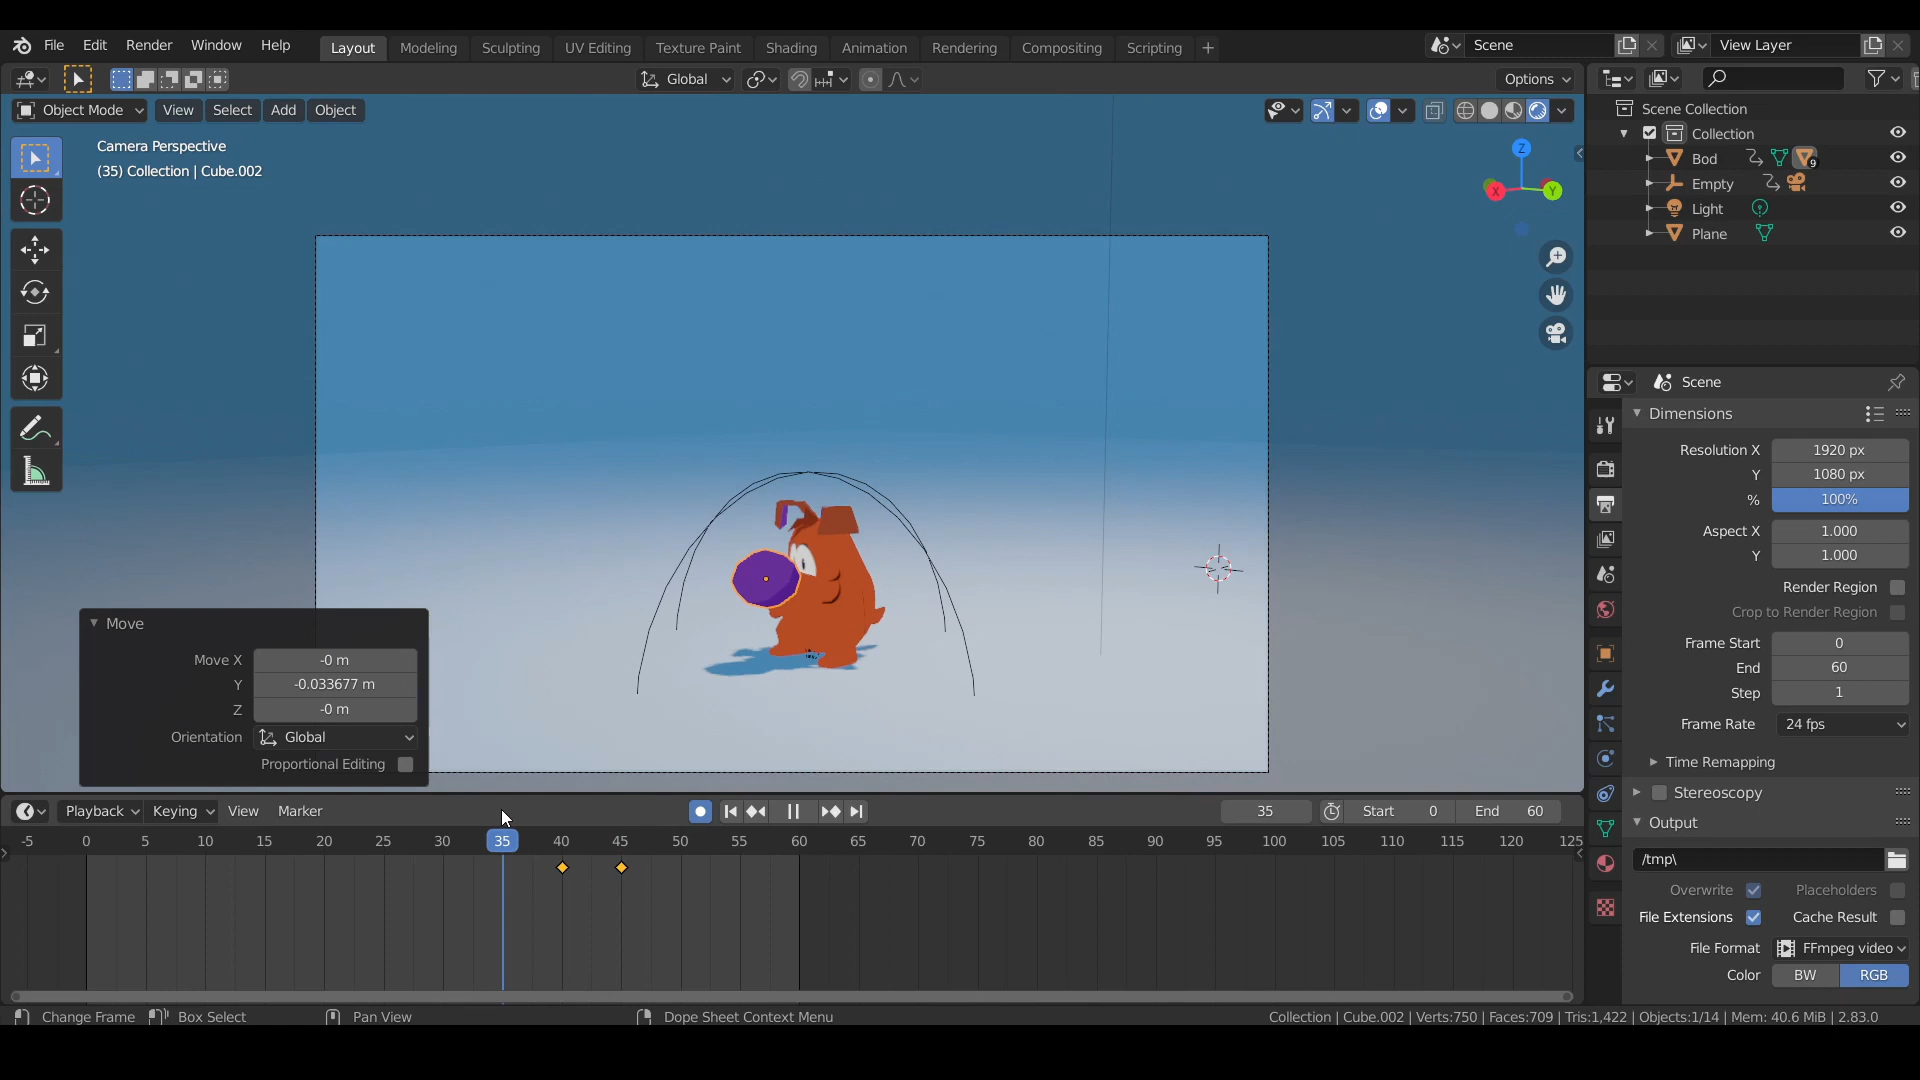 File Edit Render Window Help Layout Modeling Sculpting UV Editing Texture Paint Shading Animation Rendering Compositing Scripting + Scene View Layer
Global Options
Object Mode View Select Add Object
Camera Perspective
(35) Collection | Cube.002
Z
X Y
Scene Collection
Collection
Bod 9
Empty
Light
Plane
Scene
Dimensions
Resolution X 1920 px
Y 1080 px
% 100%
Aspect X 1.000
Y 1.000
Render Region
Crop to Render Region
Frame Start 0
End 60
Step 1
Frame Rate 24 fps
Time Remapping
Stereoscopy
Output
/tmp\
Overwrite Placeholders
File Extensions Cache Result
File Format FFmpeg video
Color BW RGB
Move
Move X -0 m
Y -0.033677 m
Z -0 m
Orientation Global
Proportional Editing
Playback Keying View Marker 35 Start 0 End 60
-5 0 5 10 15 20 25 30 35 40 45 50 55 60 65 70 75 80 85 90 95 100 105 110 115 120 125
Change Frame Box Select Pan View Dope Sheet Context Menu Collection | Cube.002 | Verts:750 | Faces:709 | Tris:1,422 | Objects:1/14 | Mem: 40.6 MiB | 2.83.0